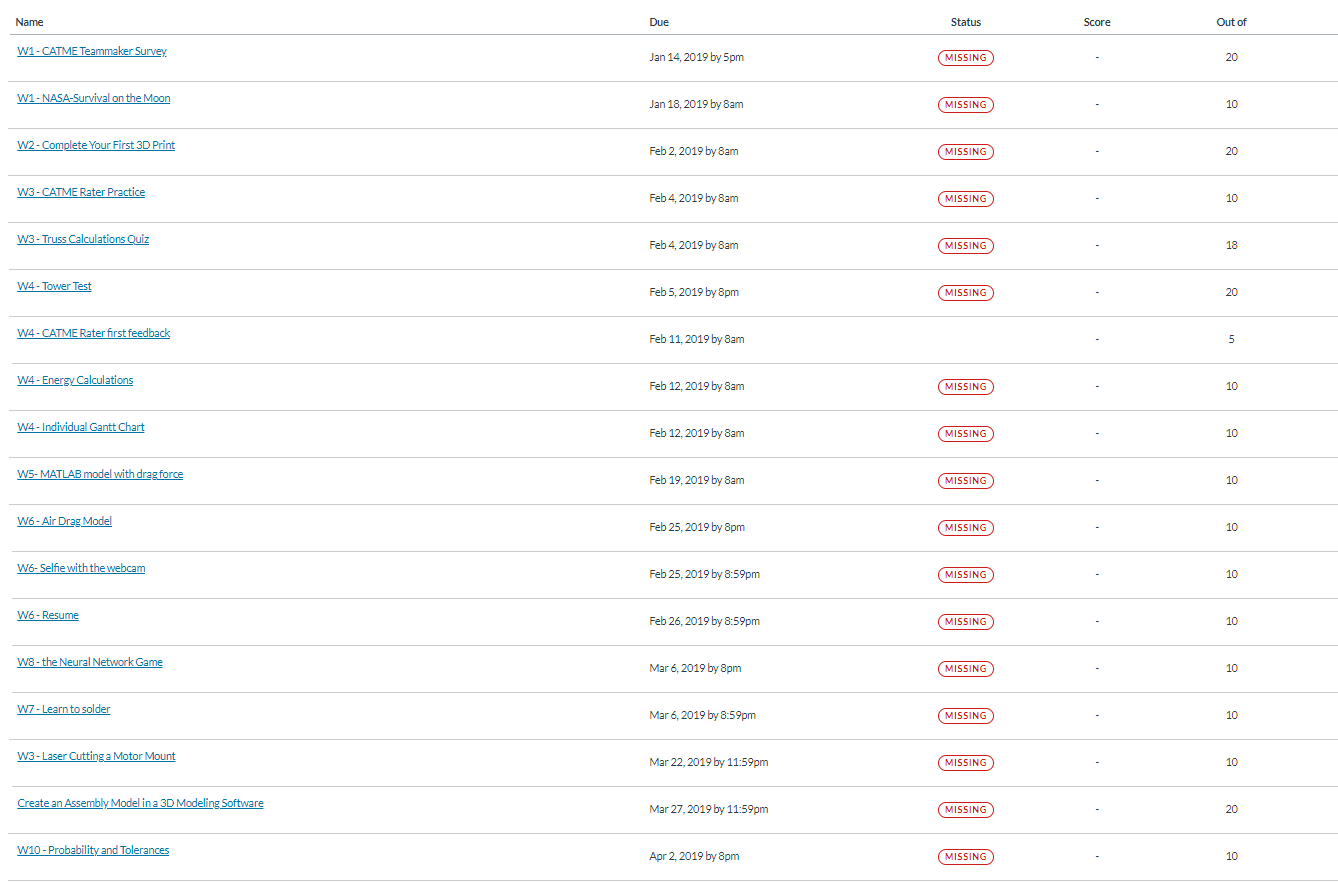 Name Due Status Score Out of
W1 - CATME Teammaker Survey Jan 14, 2019 by 5pm MISSING - 20
W1 - NASA-Survival on the Moon Jan 18, 2019 by 8am MISSING - 10
W2 - Complete Your First 3D Print Feb 2, 2019 by 8am MISSING - 20
W3 - CATME Rater Practice Feb 4, 2019 by 8am MISSING - 10
W3 - Truss Calculations Quiz Feb 4, 2019 by 8am MISSING - 18
W4 - Tower Test Feb 5, 2019 by 8pm MISSING - 20
W4 - CATME Rater first feedback Feb 11, 2019 by 8am - 5
W4 - Energy Calculations Feb 12, 2019 by 8am MISSING - 10
W4 - Individual Gantt Chart Feb 12, 2019 by 8am MISSING - 10
W5- MATLAB model with drag force Feb 19, 2019 by 8am MISSING - 10
W6 - Air Drag Model Feb 25, 2019 by 8pm MISSING - 10
W6- Selfie with the webcam Feb 25, 2019 by 8:59pm MISSING - 10
W6 - Resume Feb 26, 2019 by 8:59pm MISSING - 10
W8 - the Neural Network Game Mar 6, 2019 by 8pm MISSING - 10
W7 - Learn to solder Mar 6, 2019 by 8:59pm MISSING - 10
W3 - Laser Cutting a Motor Mount Mar 22, 2019 by 11:59pm MISSING - 10
Create an Assembly Model in a 3D Modeling Software Mar 27, 2019 by 11:59pm MISSING - 20
W10 - Probability and Tolerances Apr 2, 2019 by 8pm MISSING - 10